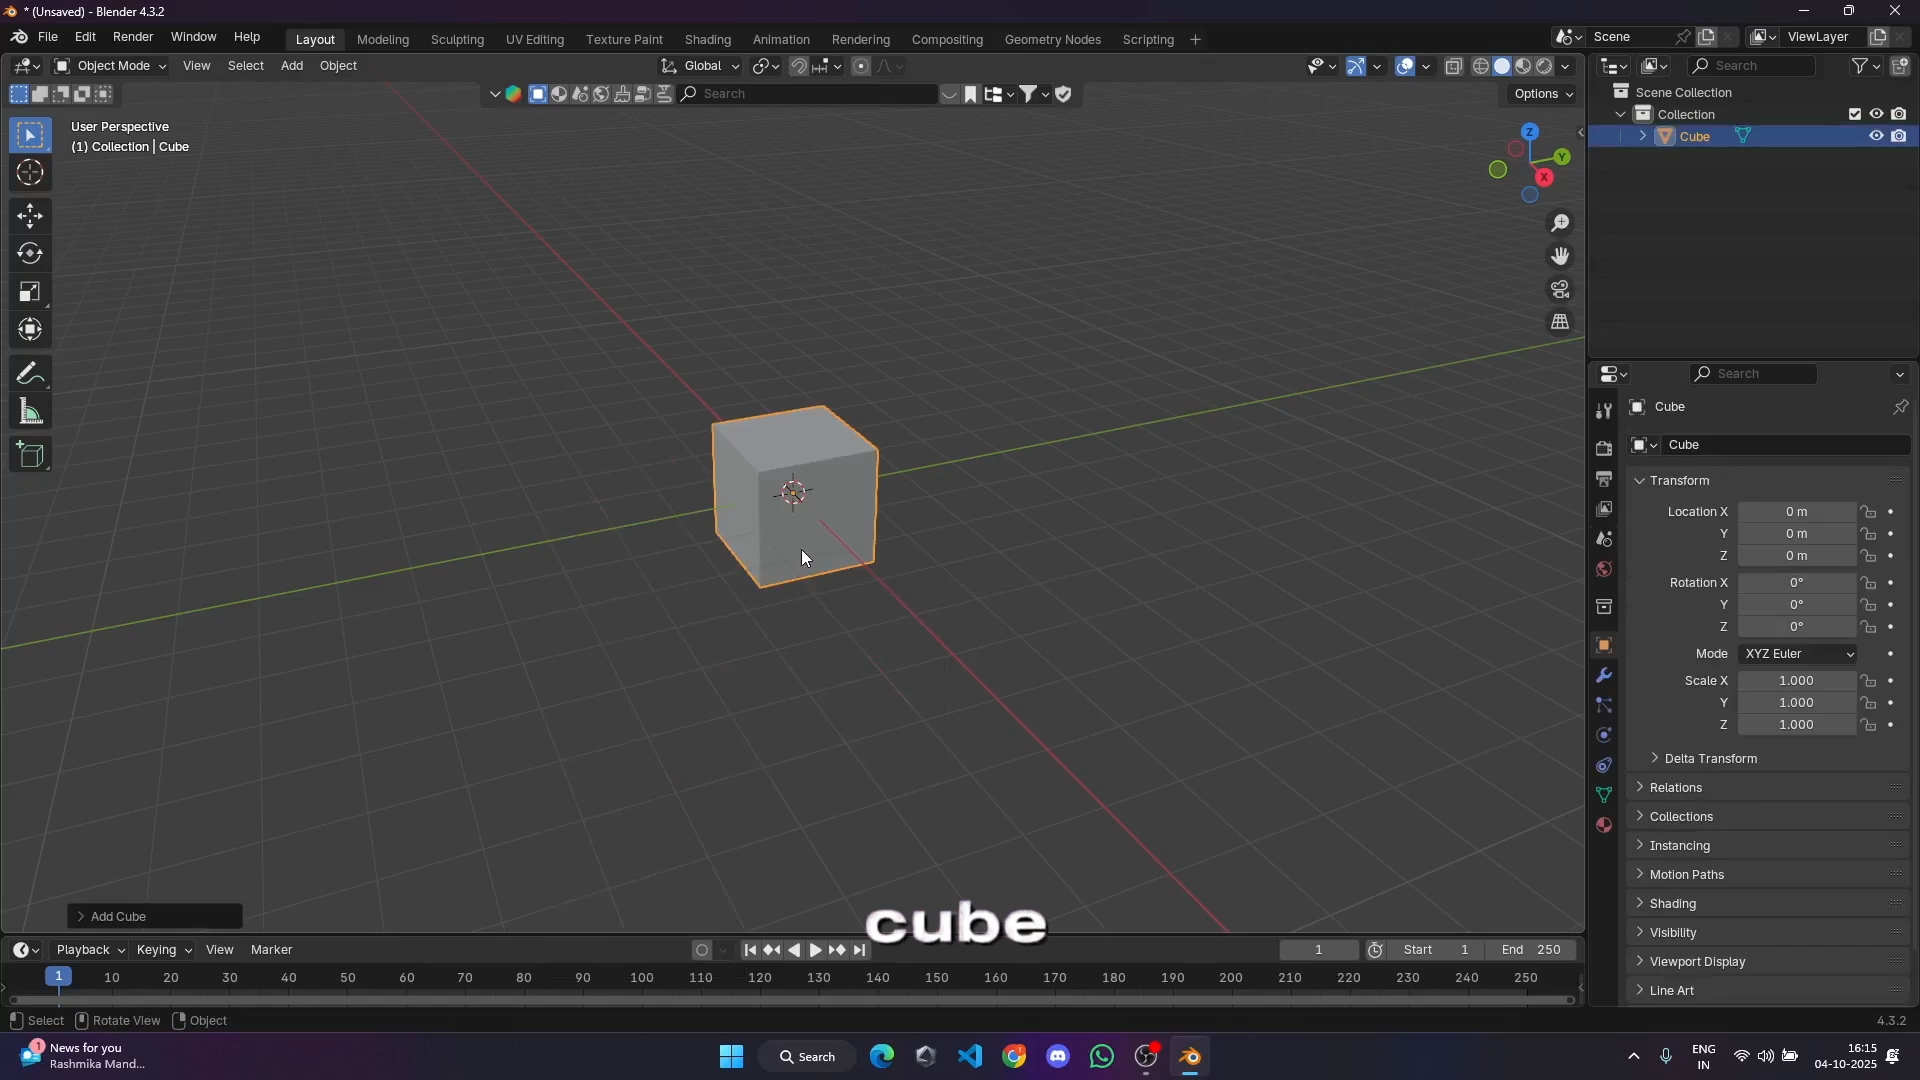 * (Unsaved) - Blender 4.3.2
File Edit Render Window Help Layout Modeling Sculpting UV Editing Texture Paint Shading Animation Rendering Compositing Geometry Nodes Scripting + Scene ViewLayer
Object Mode View Select Add Object Global Search
Search Options
Scene Collection
Collection
Cube
User Perspective
(1) Collection | Cube
Z
Y
X
Search
Cube
Cube
Transform
Location X 0 m
Y 0 m
Z 0 m
Rotation X 0°
Y 0°
Z 0°
Mode XYZ Euler
Scale X 1.000
Y 1.000
Z 1.000
Delta Transform
Relations
Collections
Instancing
Motion Paths
Shading
Visibility
Viewport Display
Line Art
Add Cube
cube
Playback Keying View Marker 1 Start 1 End 250
1 10 20 30 40 50 60 70 80 90 100 110 120 130 140 150 160 170 180 190 200 210 220 230 240 250
Select Rotate View Object 4.3.2
1 News for you
Rashmika Mand...
Search
ENG
IN
16:15
04-10-2025